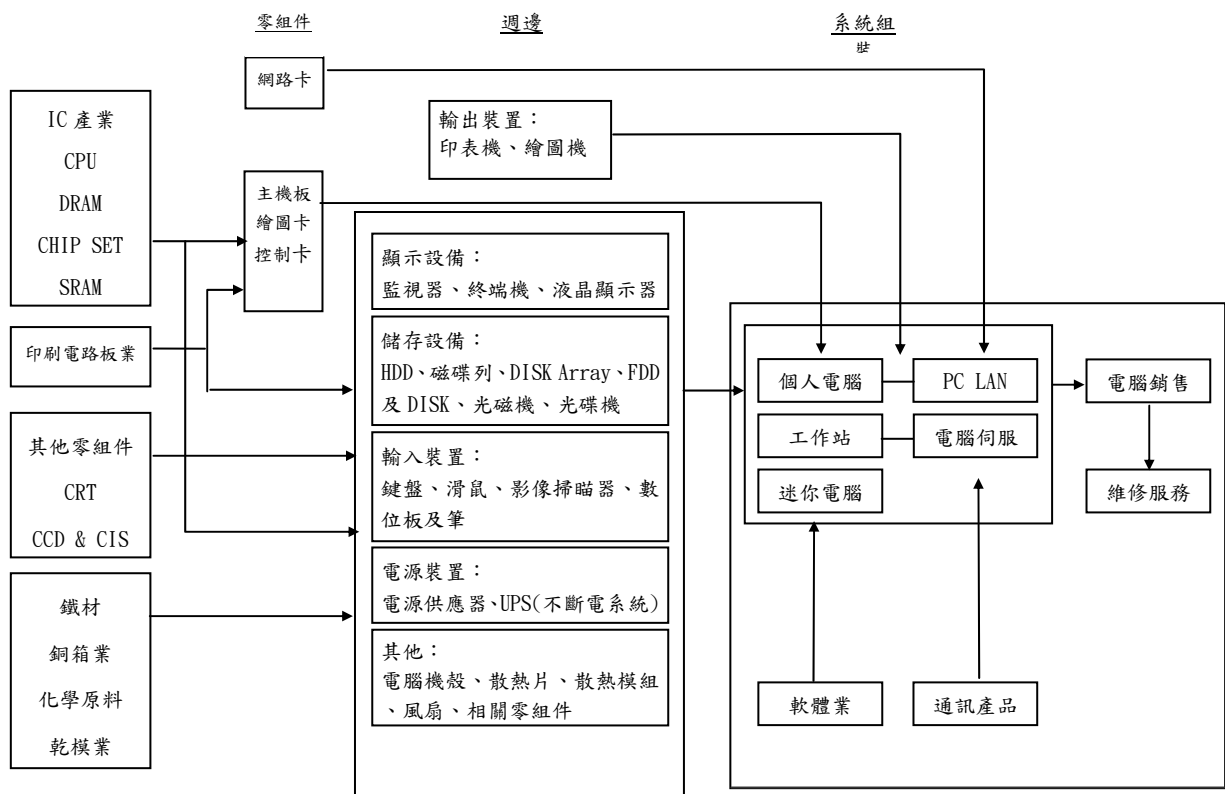 零組件
週邊
系統組
裝
網路卡
IC 產業
CPU
DRAM
CHIP SET
SRAM
印刷電路板業
其他零組件
CRT
CCD & CIS
鐵材
銅箱業
化學原料
乾模業
主機板
繪圖卡
控制卡
輸出裝置：
印表機、繪圖機
顯示設備：
監視器、終端機、液晶顯示器
儲存設備：
HDD、磁碟列、DISK Array、FDD
及 DISK、光磁機、光碟機
輸入裝置：
鍵盤、滑鼠、影像掃瞄器、數
位板及筆
電源裝置：
電源供應器、UPS(不斷電系統)
其他：
電腦機殼、散熱片、散熱模組
、風扇、相關零組件
個人電腦
PC LAN
工作站
電腦伺服
迷你電腦
軟體業
通訊產品
電腦銷售
維修服務